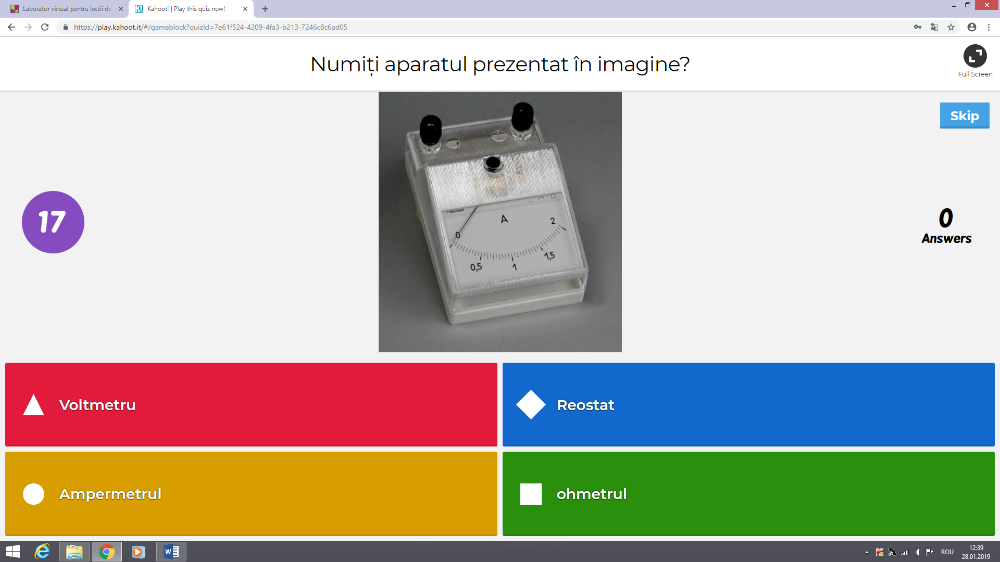 Laborator virtual pentru lectii de
Kahoot! | Play this quiz now!
https://play.kahoot.it/#/gameblock?quizId=7e61f524-4209-4fa3-b213-7246c8c6ad05
Numiți aparatul prezentat în imagine?
Full Screen
Skip
17
0
Answers
УЧЕБНЫЙ
A
0
0,5
1
1,5
2
Voltmetru
Reostat
Ampermetrul
ohmetrul
ROU
12:39
28.01.2019